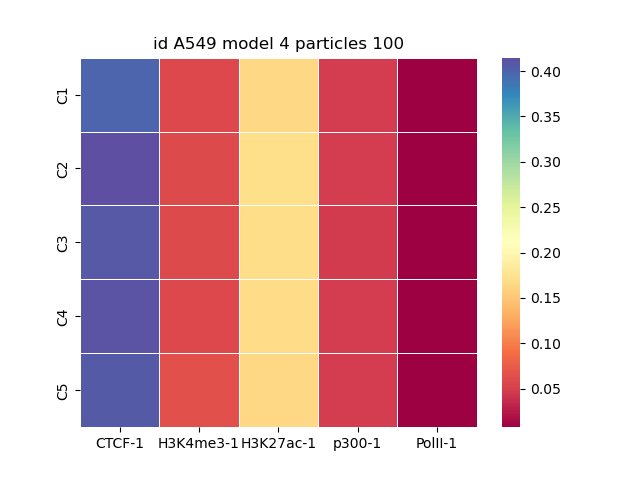 id A549 model 4 particles 100
C1
C2
C3
C4
C5
CTCF-1 H3K4me3-1 H3K27ac-1 p300-1 PolII-1
0.40
0.35
0.30
0.25
0.20
0.15
0.10
0.05